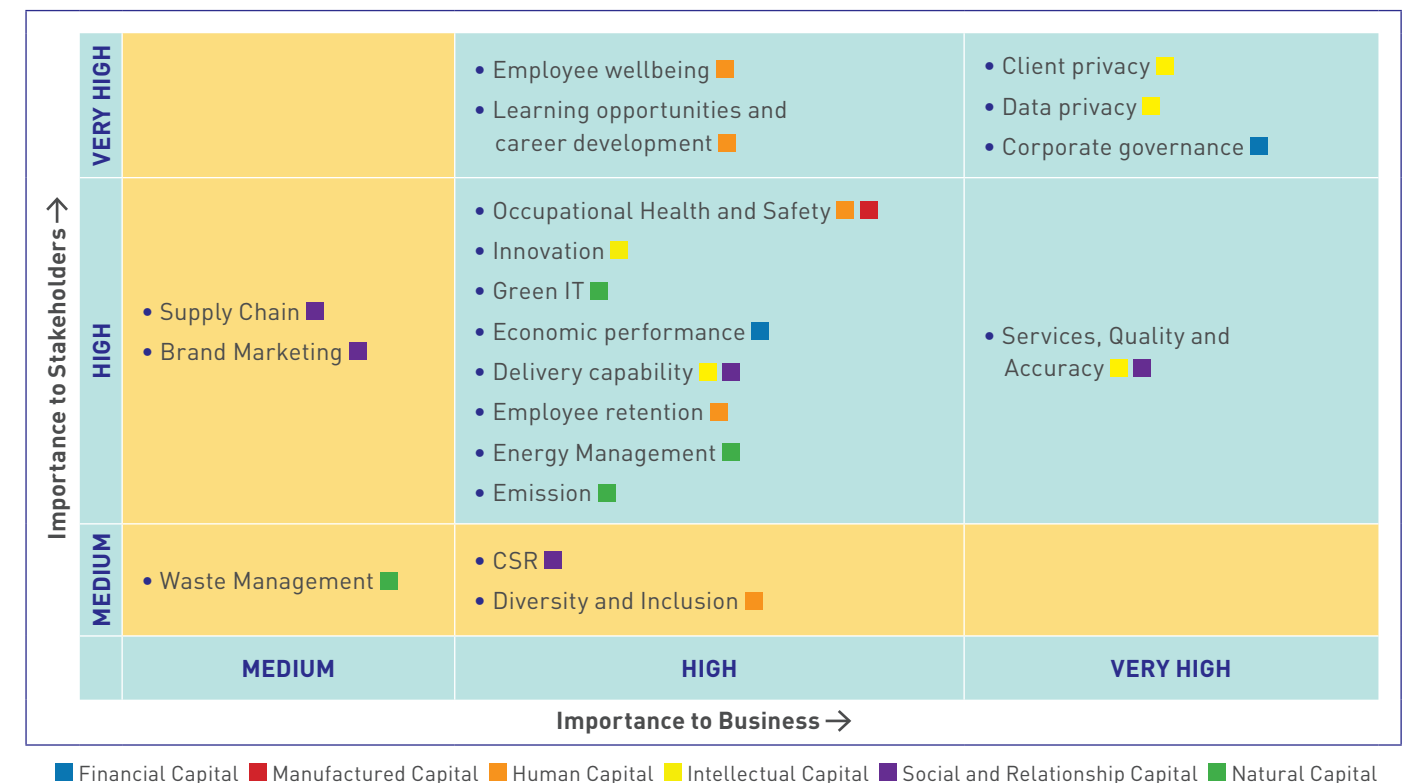 Importance to Stakeholders →
VERY HIGH
• Employee wellbeing
• Learning opportunities and
career development
• Client privacy
• Data privacy
• Corporate governance
HIGH
• Supply Chain
• Brand Marketing
• Occupational Health and Safety
• Innovation
• Green IT
• Economic performance
• Delivery capability
• Employee retention
• Energy Management
• Emission
• Services, Quality and
Accuracy
MEDIUM
• Waste Management
• CSR
• Diversity and Inclusion
MEDIUM HIGH VERY HIGH
Importance to Business →
Financial Capital Manufactured Capital Human Capital Intellectual Capital Social and Relationship Capital Natural Capital